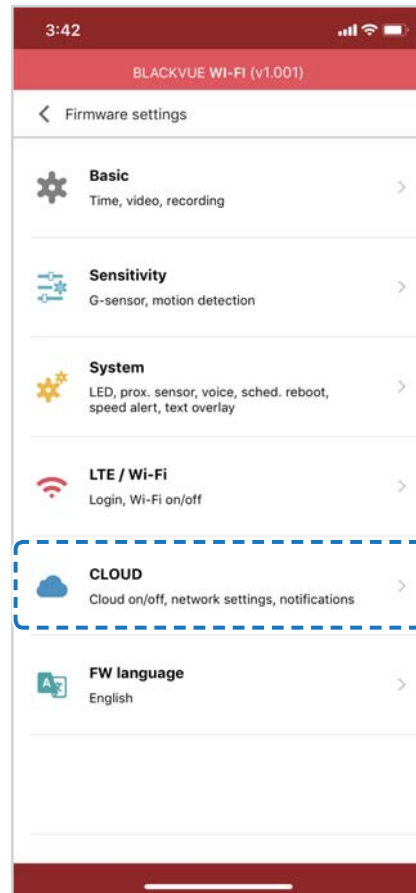 3:42
BLACKVUE WI-FI (v1.001)
Firmware settings
Basic
Time, video, recording
Sensitivity
G-sensor, motion detection
System
LED, prox. sensor, voice, sched. reboot,
speed alert, text overlay
LTE / Wi-Fi
Login, Wi-Fi on/off
CLOUD
Cloud on/off, network settings, notifications
FW language
English